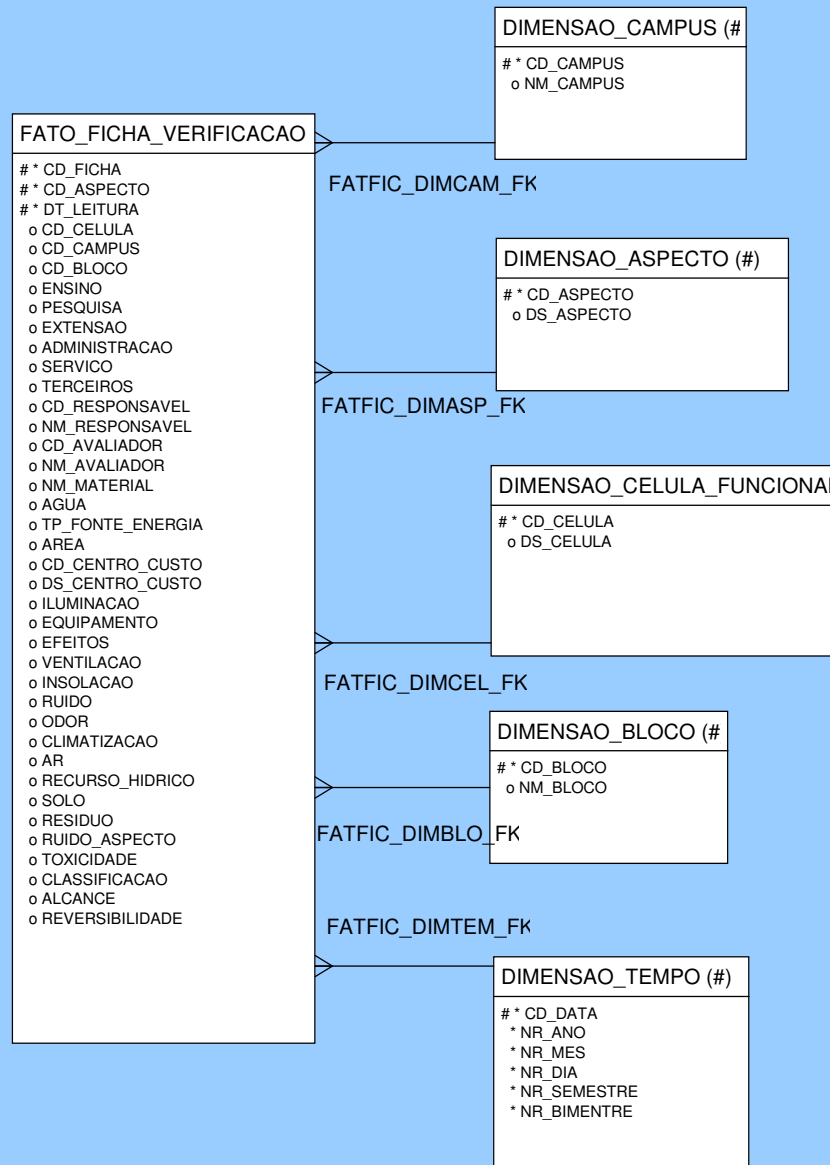 DIMENSAO_CAMPUS (#
# * CD_CAMPUS
o NM_CAMPUS
FATO_FICHA_VERIFICACAO
# * CD_FICHA
# * CD_ASPECTO
# * DT_LEITURA
o CD_CELULA
o CD_CAMPUS
o CD_BLOCO
o ENSINO
o PESQUISA
o EXTENSAO
o ADMINISTRACAO
o SERVICO
o TERCEIROS
o CD_RESPONSAVEL
o NM_RESPONSAVEL
o CD_AVALIADOR
o NM_AVALIADOR
o NM_MATERIAL
o AGUA
o TP_FONTE_ENERGIA
o AREA
o CD_CENTRO_CUSTO
o DS_CENTRO_CUSTO
o ILUMINACAO
o EQUIPAMENTO
o EFEITOS
o VENTILACAO
o INSOLACAO
o RUIDO
o ODOR
o CLIMATIZACAO
o AR
o RECURSO_HIDRICO
o SOLO
o RESIDUO
o RUIDO_ASPECTO
o TOXICIDADE
o CLASSIFICACAO
o ALCANCE
o REVERSIBILIDADE
FATFIC_DIMCAM_FK
DIMENSAO_ASPECTO (#)
# * CD_ASPECTO
o DS_ASPECTO
FATFIC_DIMASP_FK
DIMENSAO_CELULA_FUNCIONAL
# * CD_CELULA
o DS_CELULA
FATFIC_DIMCEL_FK
DIMENSAO_BLOCO (#
# * CD_BLOCO
o NM_BLOCO
FATFIC_DIMBLO_FK
FATFIC_DIMTEM_FK
DIMENSAO_TEMPO (#)
# * CD_DATA
* NR_ANO
* NR_MES
* NR_DIA
* NR_SEMESTRE
* NR_BIMENTRE